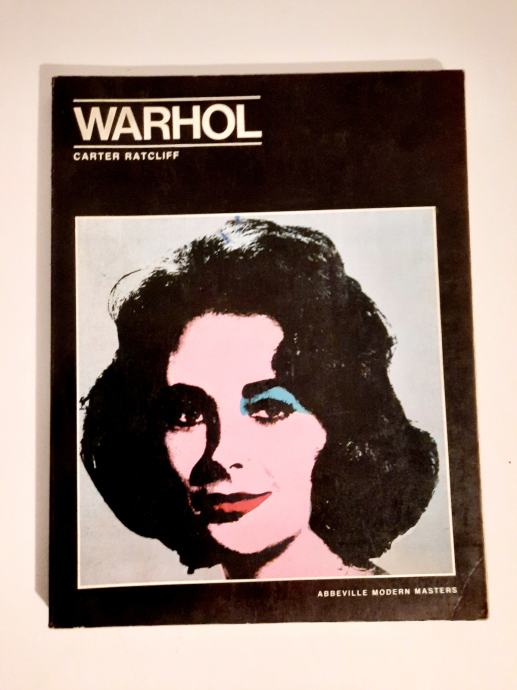 WARHOL
CARTER RATCLIFF
ABBEVILLE MODERN MASTERS